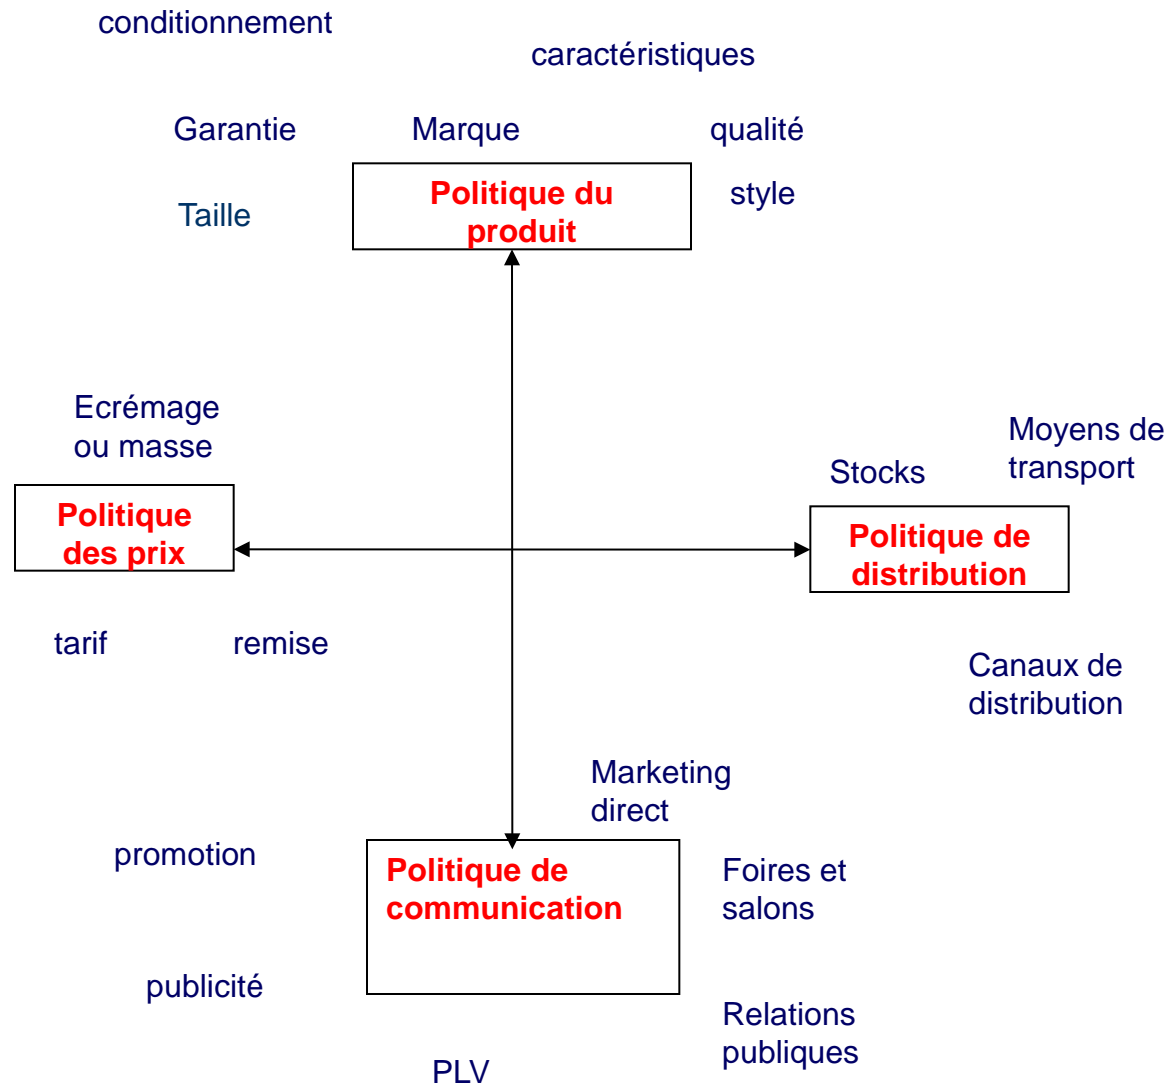 conditionnement
caractéristiques
Garantie
Marque
qualité
Politique du
produit
style
Taille
Ecrémage
ou masse
Moyens de
transport
Stocks
Politique
des prix
Politique de
distribution
tarif
remise
Canaux de
distribution
Marketing
direct
promotion
Politique de
communication
Foires et
salons
publicité
Relations
publiques
PLV